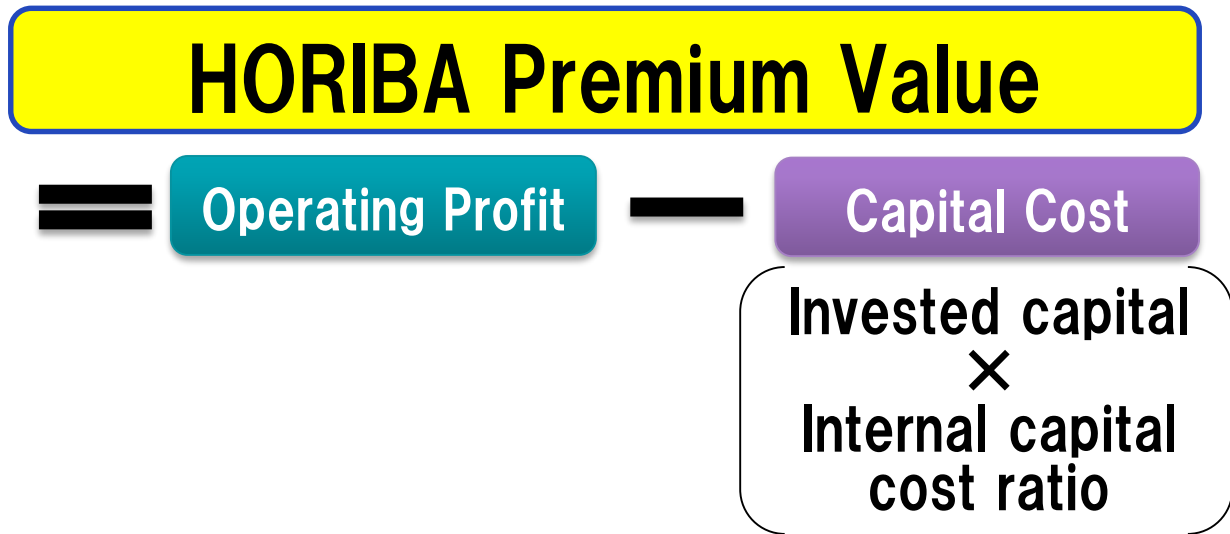 HORIBA Premium Value
= Operating Profit — Capital Cost
Invested capital
×
Internal capital
cost ratio